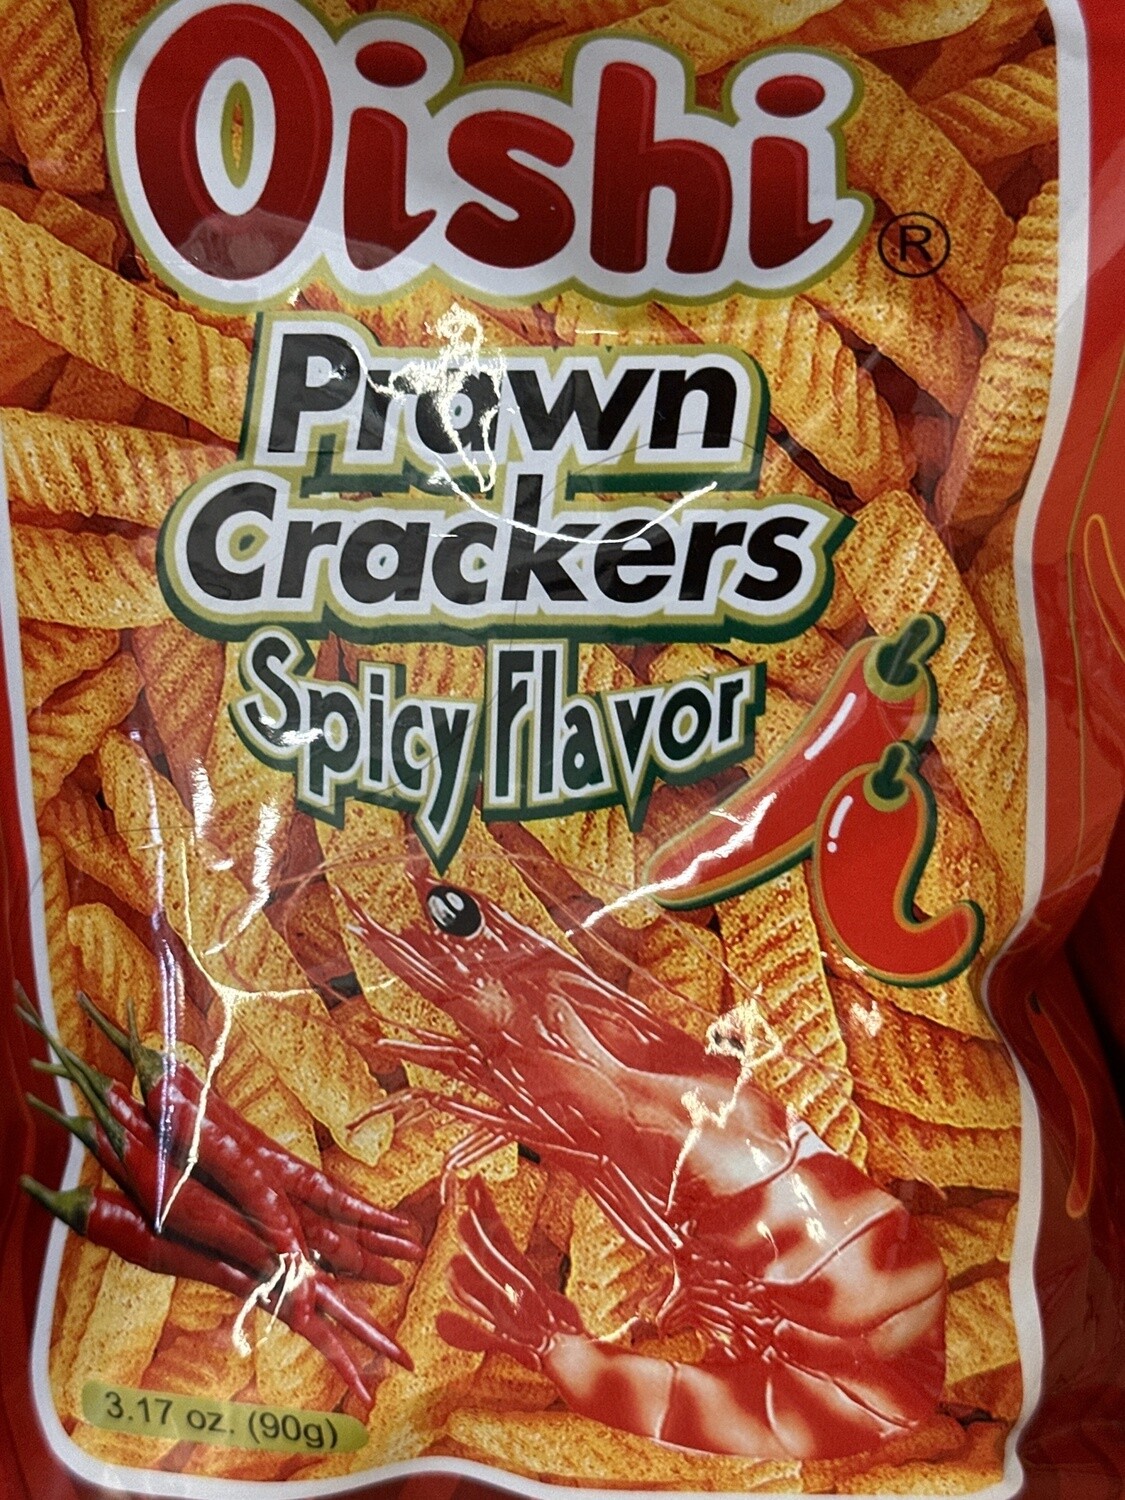 Oishi ®
Prawn
Crackers
Spicy Flavor
3.17 oz. (90g)